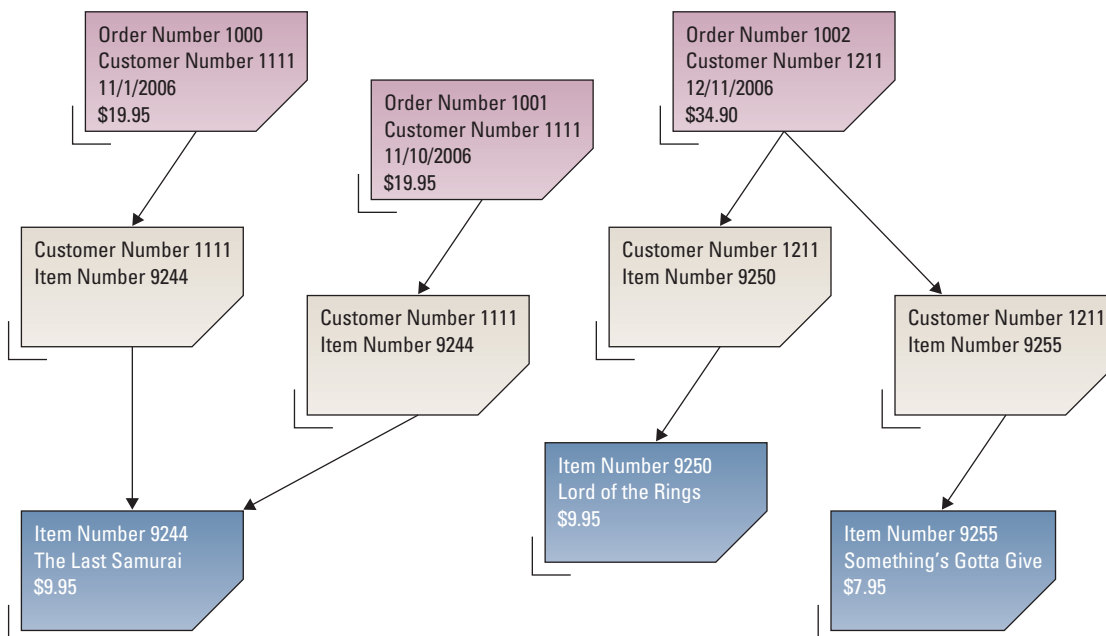 Order Number 1000
Customer Number 1111
11/1/2006
$19.95
Order Number 1001
Customer Number 1111
11/10/2006
$19.95
Order Number 1002
Customer Number 1211
12/11/2006
$34.90
Customer Number 1111
Item Number 9244
Customer Number 1111
Item Number 9244
Customer Number 1211
Item Number 9250
Customer Number 1211
Item Number 9255
Item Number 9244
The Last Samurai
$9.95
Item Number 9250
Lord of the Rings
$9.95
Item Number 9255
Something's Gotta Give
$7.95